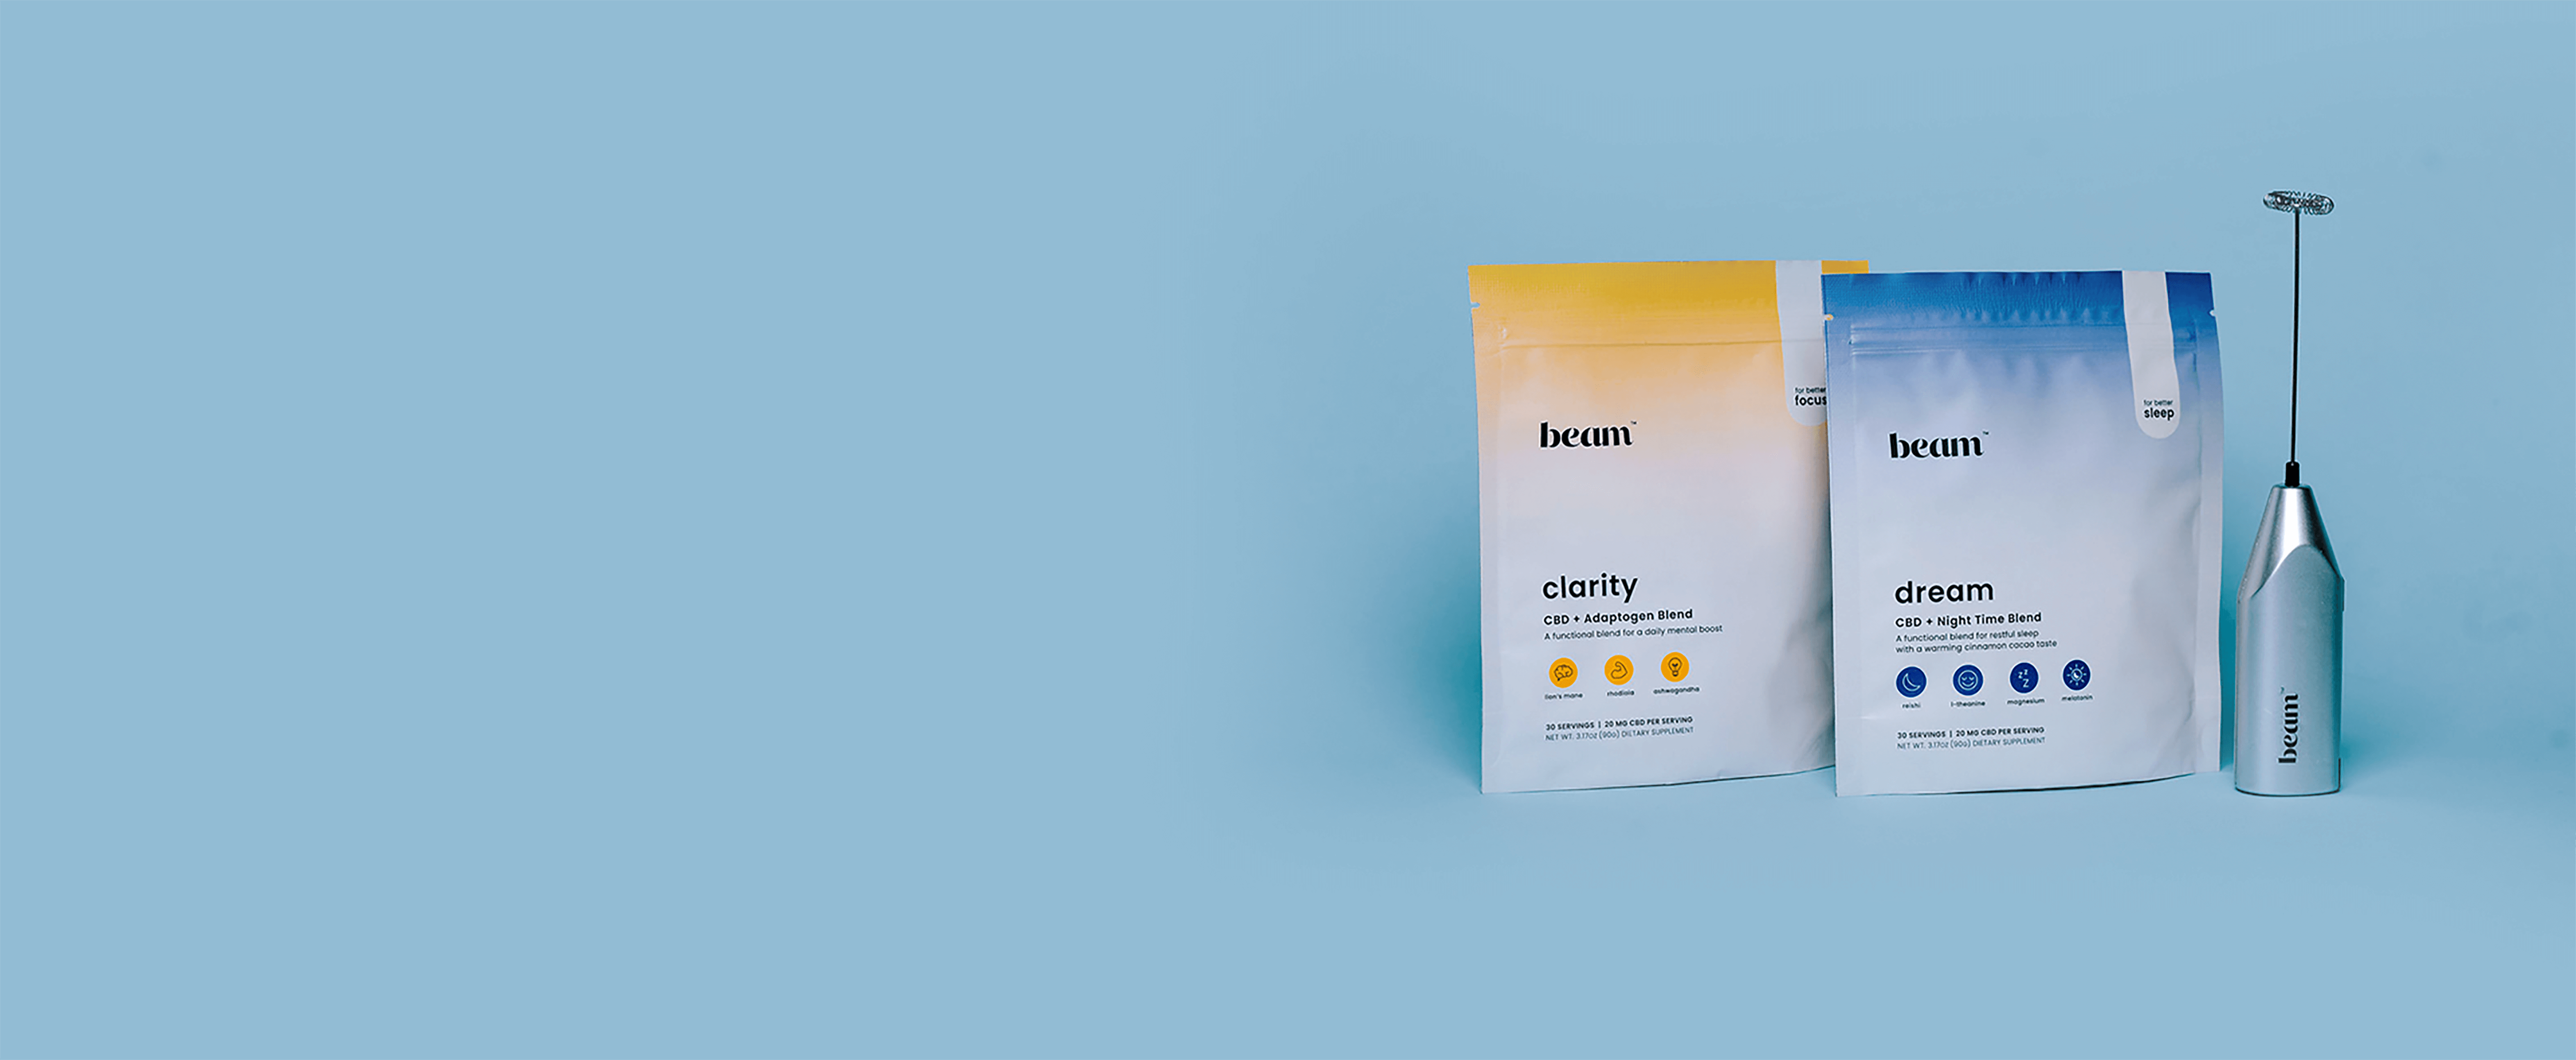 for better
focus
beam™
clarity
CBD + Adaptogen Blend
A functional blend for a daily mental boost
lion's mane
rhodiola
ashwagandha
30 SERVINGS | 20 MG CBD PER SERVING
NET WT. 3.17oz (90g) DIETARY SUPPLEMENT
for better
sleep
beam™
dream
CBD + Night Time Blend
A functional blend for restful sleep
with a warming cinnamon cacao taste
reishi
l-theanine
magnesium
melatonin
30 SERVINGS | 20 MG CBD PER SERVING
NET WT. 3.17oz (90g) DIETARY SUPPLEMENT
beam™